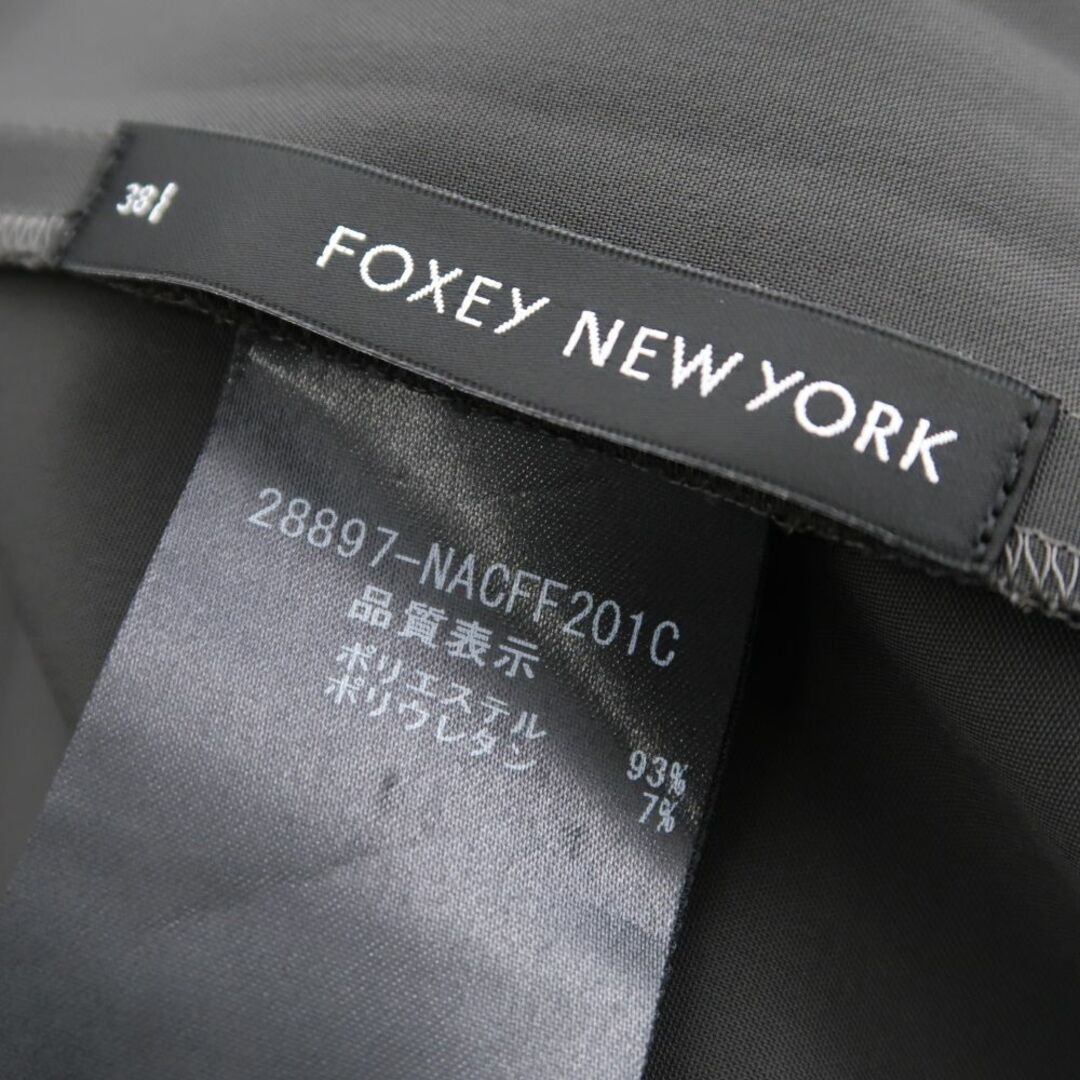 38
FOXEY NEW YORK
28897-NACFF201C
品質表示
ポリエステル 93%
ポリウレタン 7%